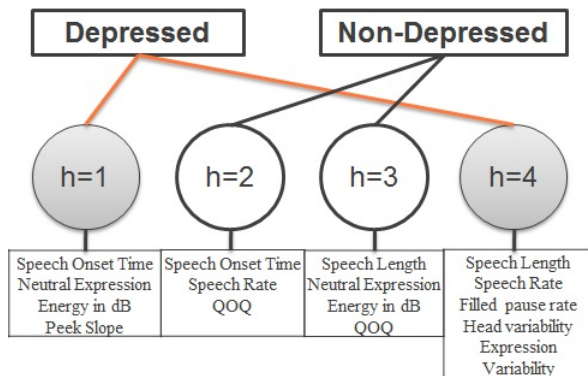 Depressed
Non-Depressed
h=1
h=2
h=3
h=4
Speech Onset Time
Neutral Expression
Energy in dB
Peek Slope
Speech Onset Time
Speech Rate
QOQ
Speech Length
Neutral Expression
Energy in dB
QOQ
Speech Length
Speech Rate
Filled pause rate
Head variability
Expression
Variability